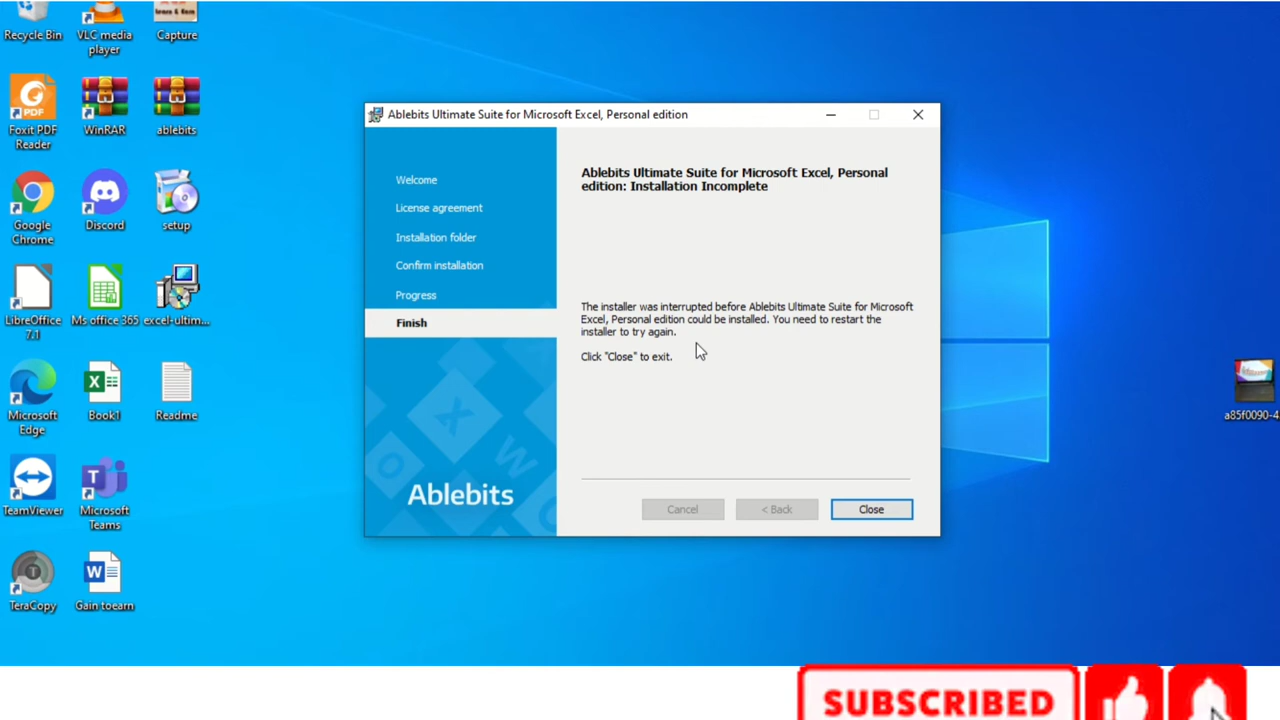 Recycle Bin
VLC media
player
Capture
Foxit PDF
Reader
WinRAR
ablebits
Google
Chrome
Discord
setup
LibreOffice
7.1
Ms office 365
excel-ultim...
Microsoft
Edge
Book1
Readme
TeamViewer
Microsoft
Teams
TeraCopy
Gain toearn
Ablebits Ultimate Suite for Microsoft Excel, Personal edition
Welcome
License agreement
Installation folder
Confirm installation
Progress
Finish
Ablebits
Ablebits Ultimate Suite for Microsoft Excel, Personal
edition: Installation Incomplete
The installer was interrupted before Ablebits Ultimate Suite for Microsoft
Excel, Personal edition could be installed. You need to restart the
installer to try again.
Click "Close" to exit.
Cancel
< Back
Close
a85f0090-4
SUBSCRIBED